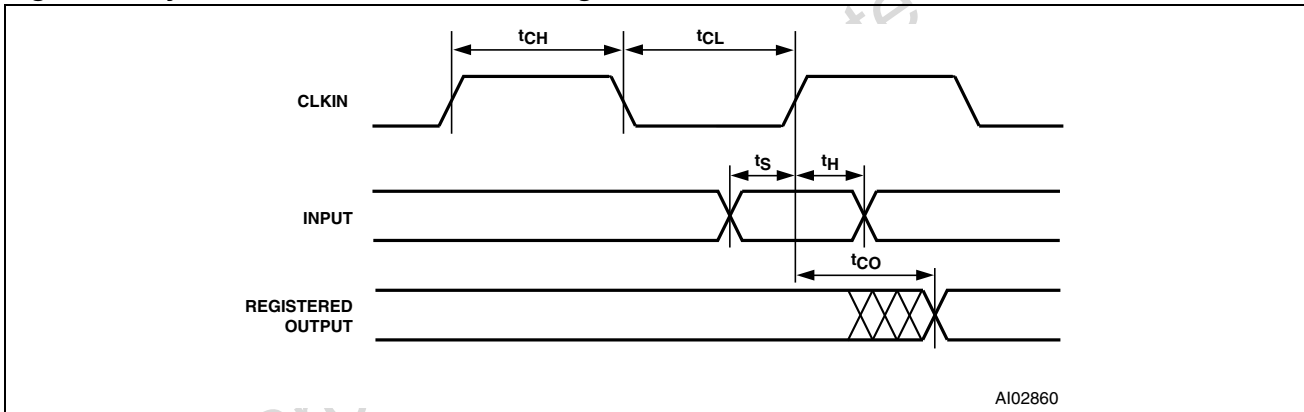 tCH
tCL
CLKIN
tS
tH
INPUT
tCO
REGISTERED
OUTPUT
AI02860